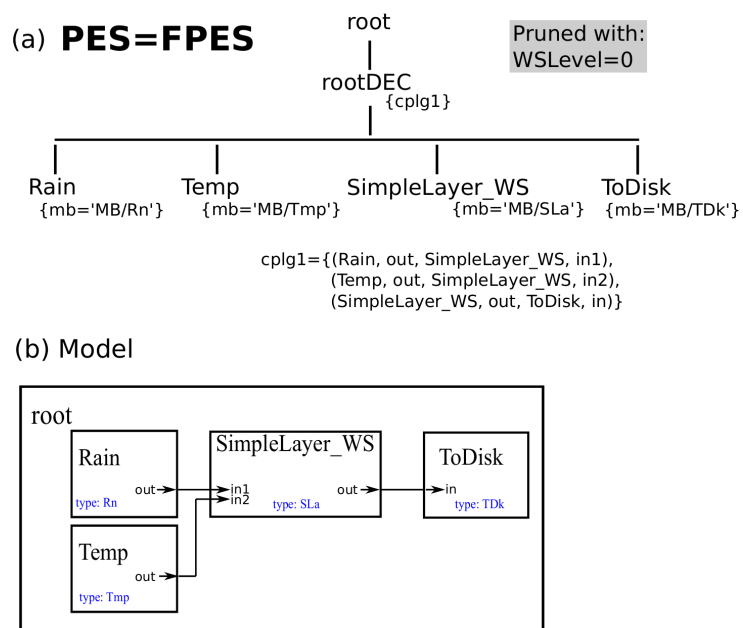 (a) PES=FPES
root
Pruned with:
WSLevel=0
rootDEC
{cplg1}
Rain
{mb='MB/Rn'}
Temp
{mb='MB/Tmp'}
SimpleLayer_WS
{mb='MB/SLa'}
ToDisk
{mb='MB/TDk'}
cplg1={(Rain, out, SimpleLayer_WS, in1),
(Temp, out, SimpleLayer_WS, in2),
(SimpleLayer_WS, out, ToDisk, in)}
(b) Model
root
Rain
out
type: Rn
SimpleLayer_WS
in1
in2
out
type: SLa
ToDisk
in
type: TDk
Temp
out
type: Tmp